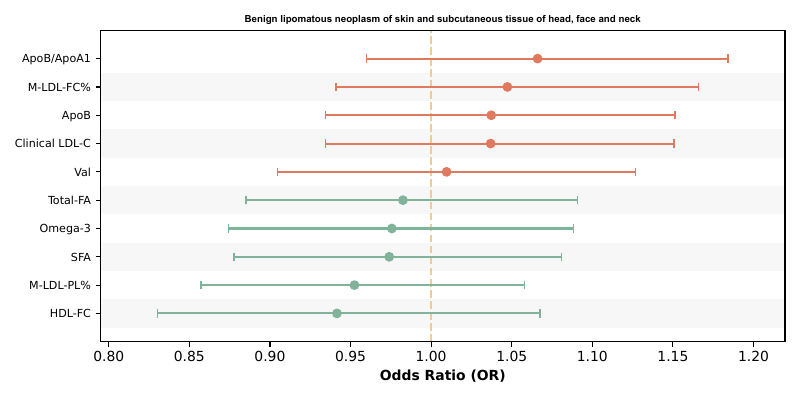 Benign lipomatous neoplasm of skin and subcutaneous tissue of head, face and neck
ApoB/ApoA1
M-LDL-FC%
ApoB
Clinical LDL-C
Val
Total-FA
Omega-3
SFA
M-LDL-PL%
HDL-FC
0.80 0.85 0.90 0.95 1.00 1.05 1.10 1.15 1.20
Odds Ratio (OR)